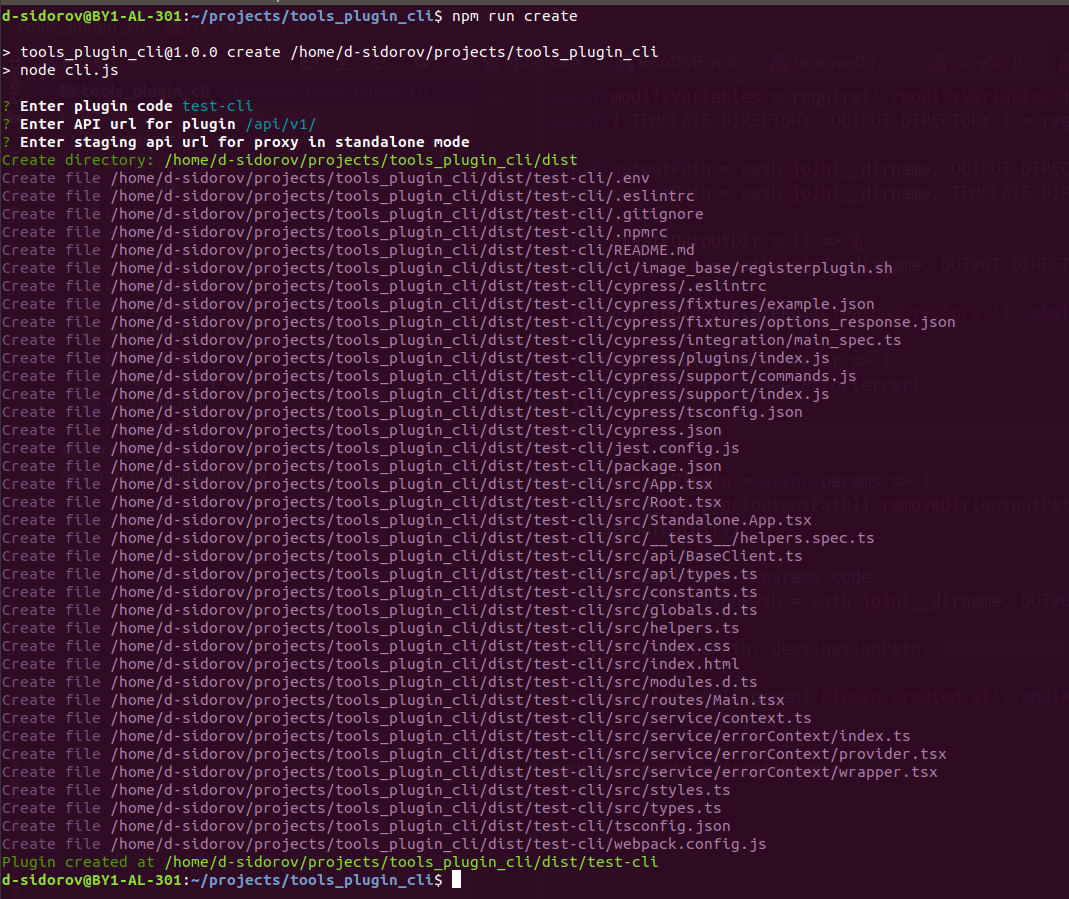 d-sidorov@BY1-AL-301:~/projects/tools_plugin_cli$ npm run create
> tools_plugin_cli@1.0.0 create /home/d-sidorov/projects/tools_plugin_cli
> node cli.js
? Enter plugin code test-cli
? Enter API url for plugin /api/v1/
? Enter staging api url for proxy in standalone mode
Create directory: /home/d-sidorov/projects/tools_plugin_cli/dist
Create file /home/d-sidorov/projects/tools_plugin_cli/dist/test-cli/.env
Create file /home/d-sidorov/projects/tools_plugin_cli/dist/test-cli/.eslintrc
Create file /home/d-sidorov/projects/tools_plugin_cli/dist/test-cli/.gitignore
Create file /home/d-sidorov/projects/tools_plugin_cli/dist/test-cli/.npmrc
Create file /home/d-sidorov/projects/tools_plugin_cli/dist/test-cli/README.md
Create file /home/d-sidorov/projects/tools_plugin_cli/dist/test-cli/ci/image_base/registerplugin.sh
Create file /home/d-sidorov/projects/tools_plugin_cli/dist/test-cli/cypress/.eslintrc
Create file /home/d-sidorov/projects/tools_plugin_cli/dist/test-cli/cypress/fixtures/example.json
Create file /home/d-sidorov/projects/tools_plugin_cli/dist/test-cli/cypress/fixtures/options_response.json
Create file /home/d-sidorov/projects/tools_plugin_cli/dist/test-cli/cypress/integration/main_spec.ts
Create file /home/d-sidorov/projects/tools_plugin_cli/dist/test-cli/cypress/plugins/index.js
Create file /home/d-sidorov/projects/tools_plugin_cli/dist/test-cli/cypress/support/commands.js
Create file /home/d-sidorov/projects/tools_plugin_cli/dist/test-cli/cypress/support/index.js
Create file /home/d-sidorov/projects/tools_plugin_cli/dist/test-cli/cypress/tsconfig.json
Create file /home/d-sidorov/projects/tools_plugin_cli/dist/test-cli/cypress.json
Create file /home/d-sidorov/projects/tools_plugin_cli/dist/test-cli/jest.config.js
Create file /home/d-sidorov/projects/tools_plugin_cli/dist/test-cli/package.json
Create file /home/d-sidorov/projects/tools_plugin_cli/dist/test-cli/src/App.tsx
Create file /home/d-sidorov/projects/tools_plugin_cli/dist/test-cli/src/Root.tsx
Create file /home/d-sidorov/projects/tools_plugin_cli/dist/test-cli/src/Standalone.App.tsx
Create file /home/d-sidorov/projects/tools_plugin_cli/dist/test-cli/src/__tests__/helpers.spec.ts
Create file /home/d-sidorov/projects/tools_plugin_cli/dist/test-cli/src/api/BaseClient.ts
Create file /home/d-sidorov/projects/tools_plugin_cli/dist/test-cli/src/api/types.ts
Create file /home/d-sidorov/projects/tools_plugin_cli/dist/test-cli/src/constants.ts
Create file /home/d-sidorov/projects/tools_plugin_cli/dist/test-cli/src/globals.d.ts
Create file /home/d-sidorov/projects/tools_plugin_cli/dist/test-cli/src/helpers.ts
Create file /home/d-sidorov/projects/tools_plugin_cli/dist/test-cli/src/index.css
Create file /home/d-sidorov/projects/tools_plugin_cli/dist/test-cli/src/index.html
Create file /home/d-sidorov/projects/tools_plugin_cli/dist/test-cli/src/modules.d.ts
Create file /home/d-sidorov/projects/tools_plugin_cli/dist/test-cli/src/routes/Main.tsx
Create file /home/d-sidorov/projects/tools_plugin_cli/dist/test-cli/src/service/context.ts
Create file /home/d-sidorov/projects/tools_plugin_cli/dist/test-cli/src/service/errorContext/index.ts
Create file /home/d-sidorov/projects/tools_plugin_cli/dist/test-cli/src/service/errorContext/provider.tsx
Create file /home/d-sidorov/projects/tools_plugin_cli/dist/test-cli/src/service/errorContext/wrapper.tsx
Create file /home/d-sidorov/projects/tools_plugin_cli/dist/test-cli/src/styles.ts
Create file /home/d-sidorov/projects/tools_plugin_cli/dist/test-cli/src/types.ts
Create file /home/d-sidorov/projects/tools_plugin_cli/dist/test-cli/tsconfig.json
Create file /home/d-sidorov/projects/tools_plugin_cli/dist/test-cli/webpack.config.js
Plugin created at /home/d-sidorov/projects/tools_plugin_cli/dist/test-cli
d-sidorov@BY1-AL-301:~/projects/tools_plugin_cli$